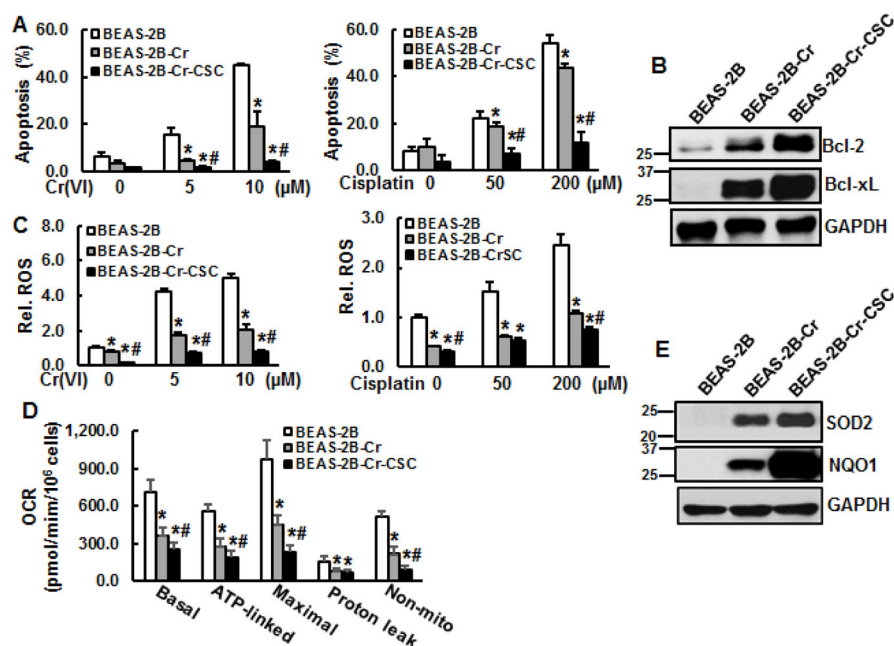 A
BEAS-2B
BEAS-2B-Cr
BEAS-2B-Cr-CSC
Apoptosis (%)
60.0
40.0
20.0
0.0
*
*#
*
*#
Cr(VI) 0 5 10 (μM)
BEAS-2B
BEAS-2B-Cr
BEAS-2B-Cr-CSC
Apoptosis (%)
60.0
40.0
20.0
0.0
*
*#
*
*#
Cisplatin 0 50 200 (μM)
B
BEAS-2B
BEAS-2B-Cr
BEAS-2B-Cr-CSC
25
Bcl-2
37
25
Bcl-xL
GAPDH
C
BEAS-2B
BEAS-2B-Cr
BEAS-2B-Cr-CSC
Rel. ROS
8.0
6.0
4.0
2.0
0.0
*
*#
*
*#
*
*#
Cr(VI) 0 5 10 (μM)
BEAS-2B
BEAS-2B-Cr
BEAS-2B-CrSC
Rel. ROS
3.0
2.0
1.0
0.0
*
*#
*
*
*
*#
Cisplatin 0 50 200 (μM)
D
BEAS-2B
BEAS-2B-Cr
BEAS-2B-Cr-CSC
OCR
(pmol/mim/10⁶ cells)
1,200.0
900.0
600.0
300.0
0.0
*
*#
*
*#
*
*#
*
*
*
*#
Basal
ATP-linked
Maximal
Proton leak
Non-mito
E
BEAS-2B
BEAS-2B-Cr
BEAS-2B-Cr-CSC
25
20
SOD2
37
25
NQO1
GAPDH